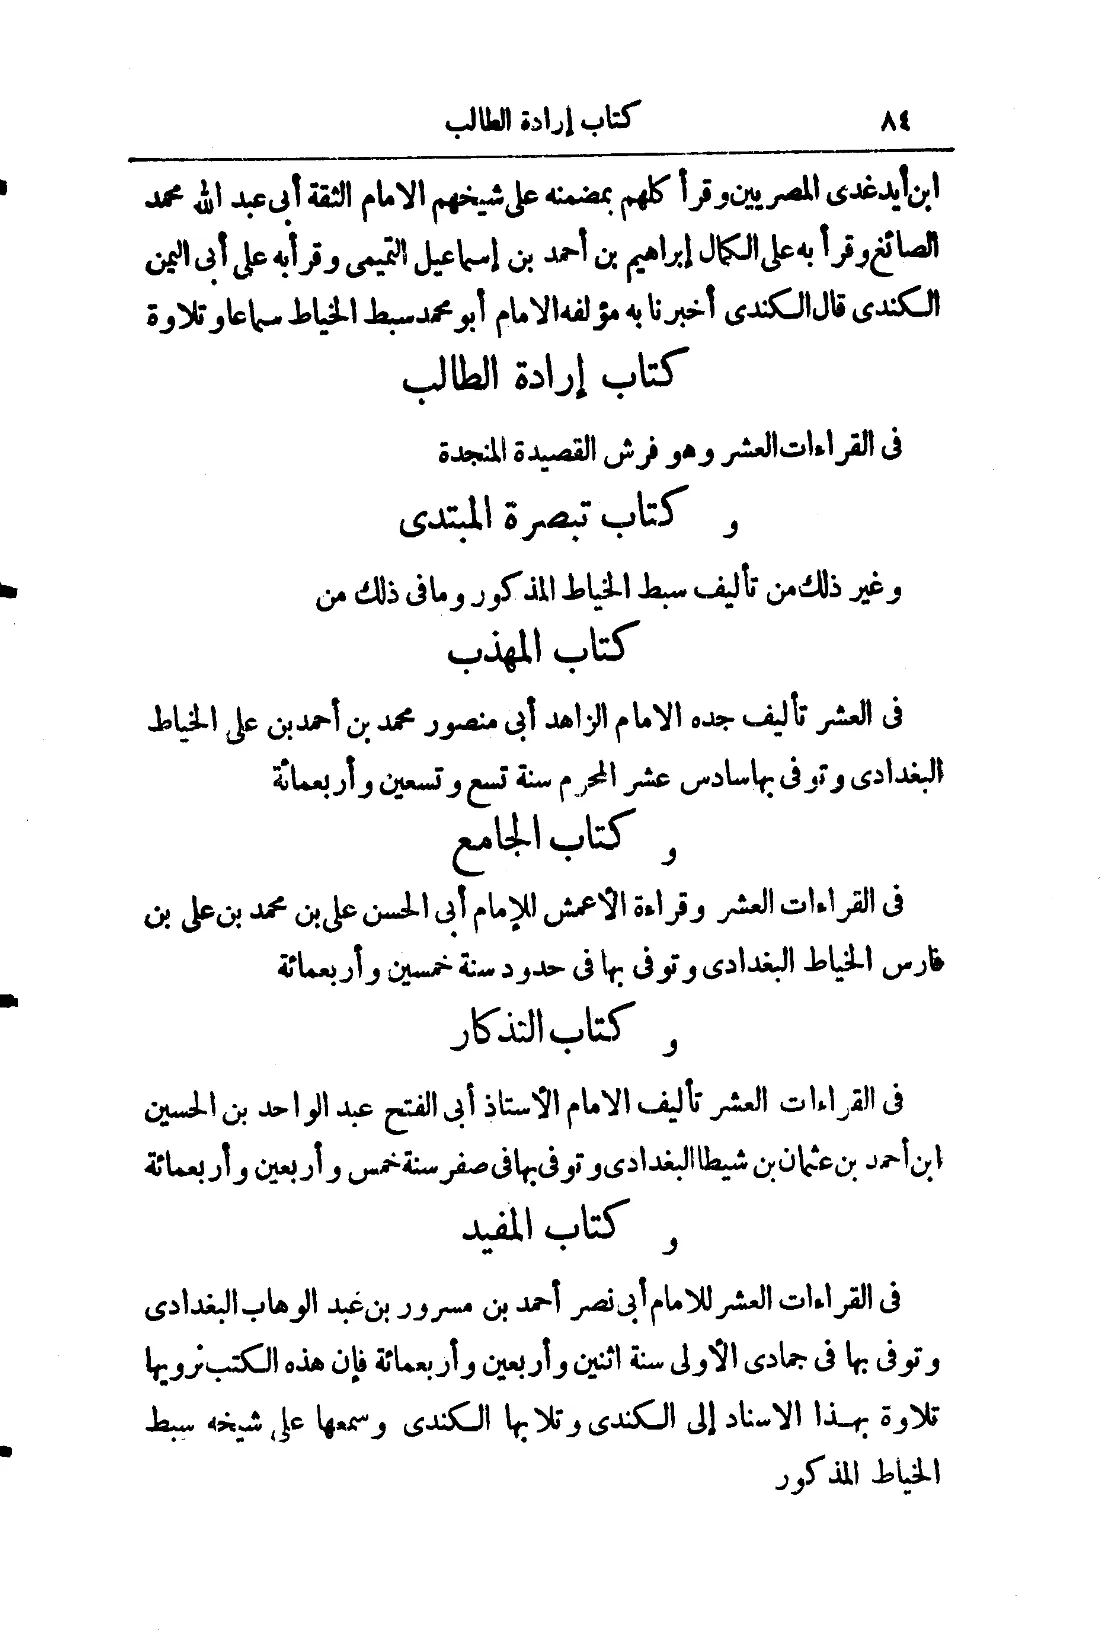 ٨٤ كتاب إرادة الطالب
ابن أيدغدى المصريين وقرأ كلهم بمضمنه على شيخهم الامام الثقة أبى عبد الله محمد
الصائغ وقرأ به على الكمال إبراهيم بن أحمد بن إسماعيل التميمى وقرأ به على أبى اليمن
الكندى قال الكندى أخبرنا به مؤلفه الامام أبو محمد سبط الخياط سماعا وتلاوة
كتاب إرادة الطالب
فى القراءات العشر وهو فرش القصيدة المنجدة
و كتاب تبصرة المبتدى
وغير ذلك من تأليف سبط الخياط المذكور وما فى ذلك من
كتاب المهذب
فى العشر تأليف جده الامام الزاهد أبى منصور محمد بن أحمد بن على الخياط
البغدادى وتوفى بها سادس عشر المحرم سنة تسع وتسعين وأربعمائة
و كتاب الجامع
فى القراءات العشر وقراءة الأعمش للإمام أبى الحسن على بن محمد بن على بن
فارس الخياط البغدادى وتوفى بها فى حدود سنة خمسين وأربعمائة
و كتاب التذكار
فى القراءات العشر تأليف الامام الأستاذ أبى الفتح عبد الواحد بن الحسين
ابن أحمد بن عثمان بن شيطا البغدادى وتوفى بها فى صفر سنة خمس وأربعين وأربعمائة
و كتاب المفيد
فى القراءات العشر للامام أبى نصر أحمد بن مسرور بن عبد الوهاب البغدادى
وتوفى بها فى جمادى الأولى سنة اثنين وأربعين وأربعمائة فإن هذه الكتب نرويها
تلاوة بهذا الاسناد إلى الكندى وتلا بها الكندى وسمعها على شيخه سبط
الخياط المذكور